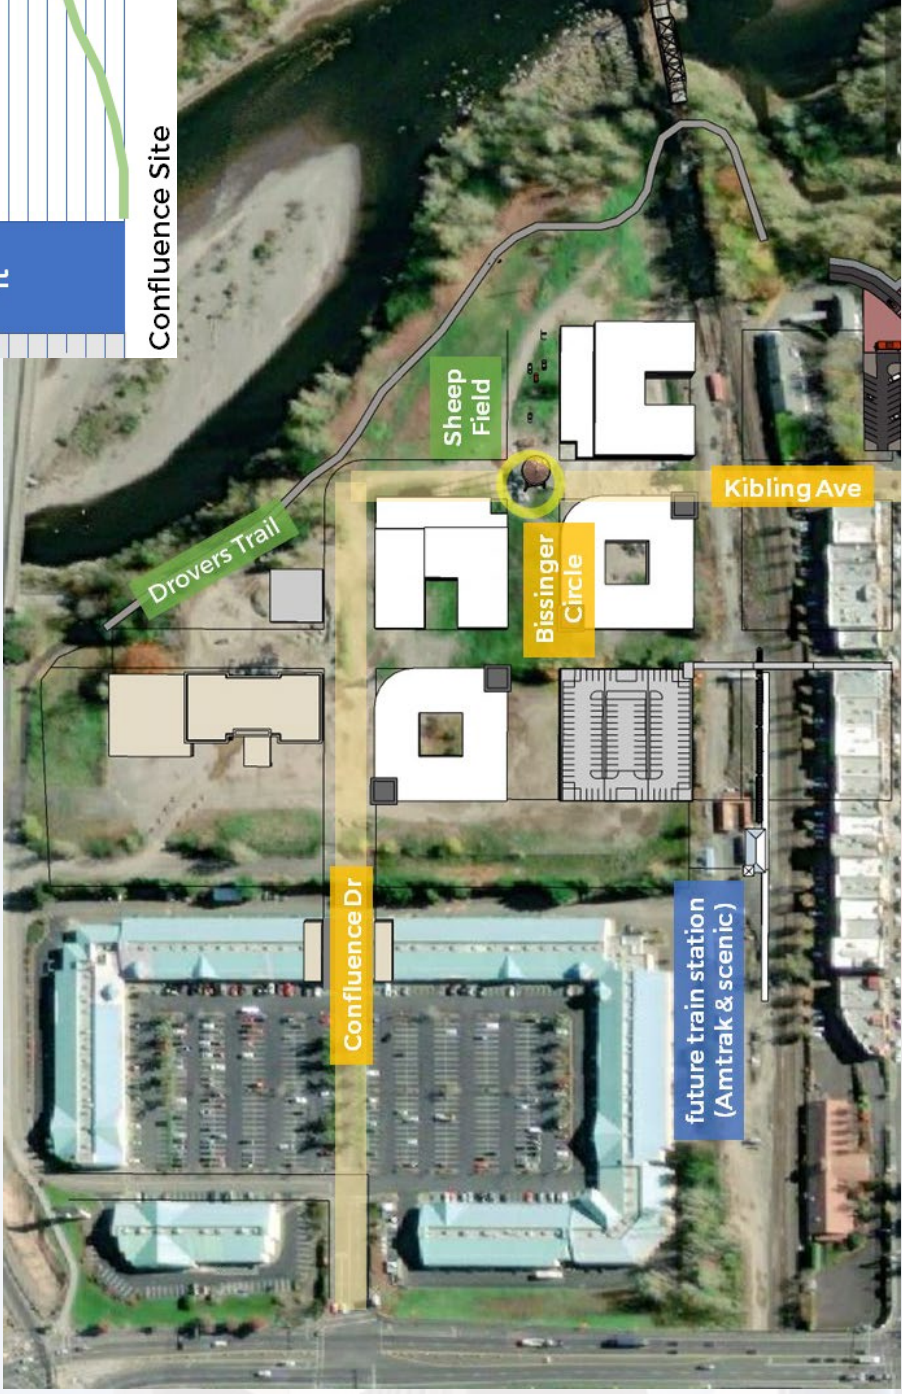 Confluence Site
Drovers Trail
Sheep
Field
Kibling Ave
Bissinger
Circle
Confluence Dr
future train station
(Amtrak & scenic)